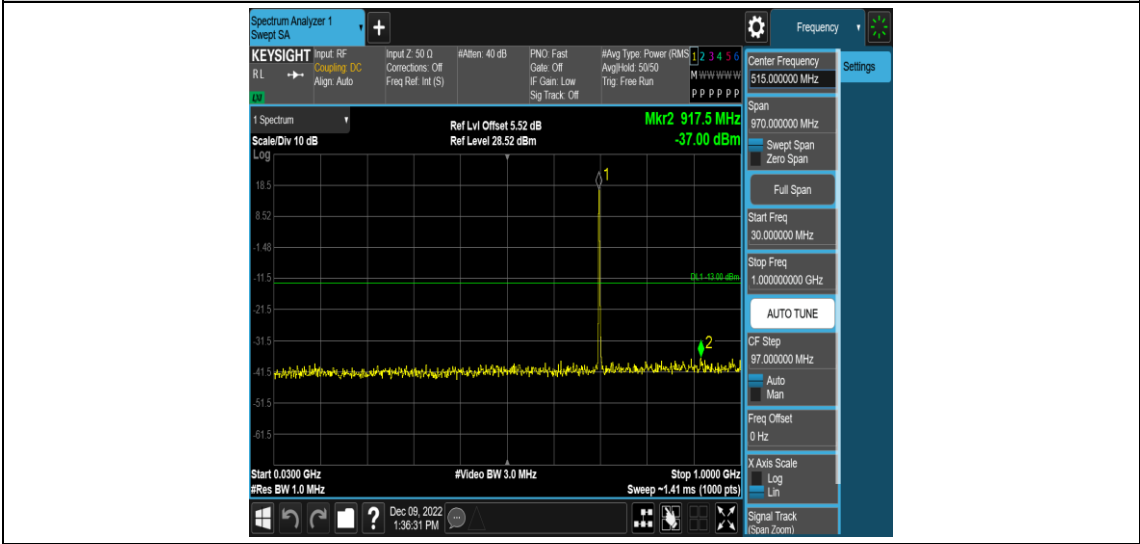 Spectrum Analyzer 1
Swept SA
+
Frequency
KEYSIGHT
RL
Input: RF
Coupling: DC
Align: Auto
Input Z: 50 Ω
Corrections: Off
Freq Ref: Int (S)
#Atten: 40 dB
PNO: Fast
Gate: Off
IF Gain: Low
Sig Track: Off
#Avg Type: Power (RMS
Avg|Hold: 50/50
Trig: Free Run
1 2 3 4 5 6
M W W W W W
P P P P P P
1 Spectrum
Scale/Div 10 dB
Log
Ref Lvl Offset 5.52 dB
Ref Level 28.52 dBm
Mkr2 917.5 MHz
-37.00 dBm
1
18.5
8.52
-1.48
-11.5
DL1 -13.00 dBm
-21.5
-31.5
2
-41.5
-51.5
-61.5
Start 0.0300 GHz
#Video BW 3.0 MHz
Stop 1.0000 GHz
#Res BW 1.0 MHz
Sweep ~1.41 ms (1000 pts)
?
Dec 09, 2022
1:36:31 PM
Center Frequency
515.000000 MHz
Settings
Span
970.000000 MHz
Swept Span
Zero Span
Full Span
Start Freq
30.000000 MHz
Stop Freq
1.000000000 GHz
AUTO TUNE
CF Step
97.000000 MHz
Auto
Man
Freq Offset
0 Hz
X Axis Scale
Log
Lin
Signal Track
(Span Zoom)